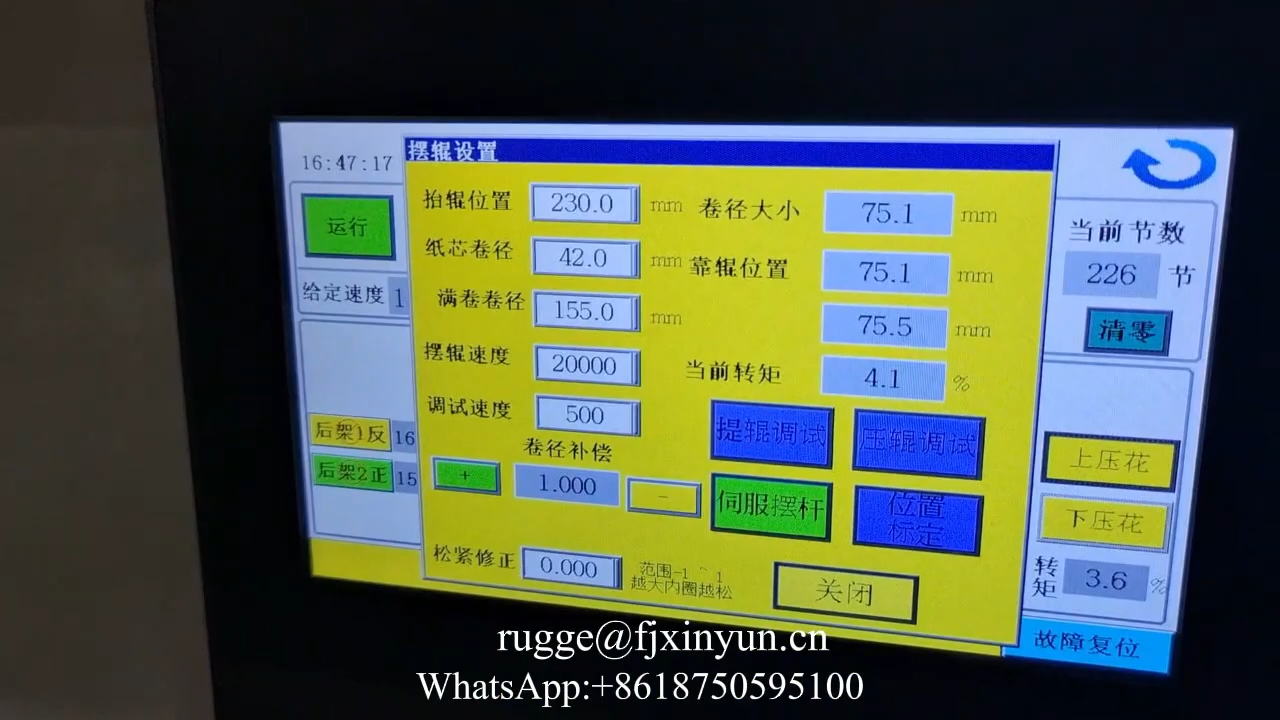 16:47:17
摆辊设置
运行
给定速度 1
后架1反 16
后架2正 15
抬辊位置 230.0 mm
纸芯卷径 42.0 mm
满卷卷径 155.0 mm
摆辊速度 20000
调试速度 500
卷径补偿
+ 1.000 -
松紧修正 0.000 范围-1 ~ 1
越大内圈越松
卷径大小 75.1 mm
靠辊位置 75.1 mm
75.5 mm
当前转矩 4.1 %
提辊调试 压辊调试
伺服摆杆 位置
标定
关闭
当前节数
226 节
清零
上压花
下压花
转矩 3.6 %
故障复位
rugge@fjxinyun.cn
WhatsApp:+8618750595100